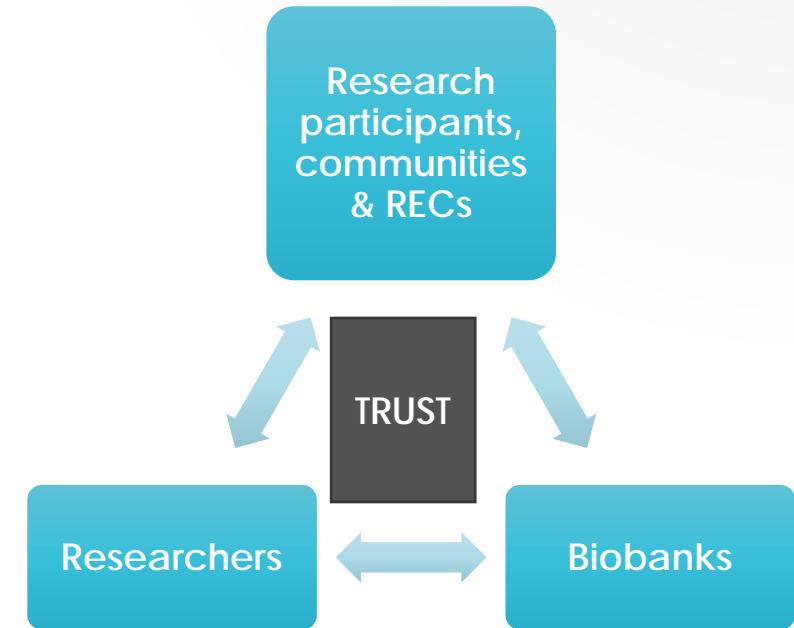 Research
participants,
communities
& RECs
TRUST
Researchers
Biobanks